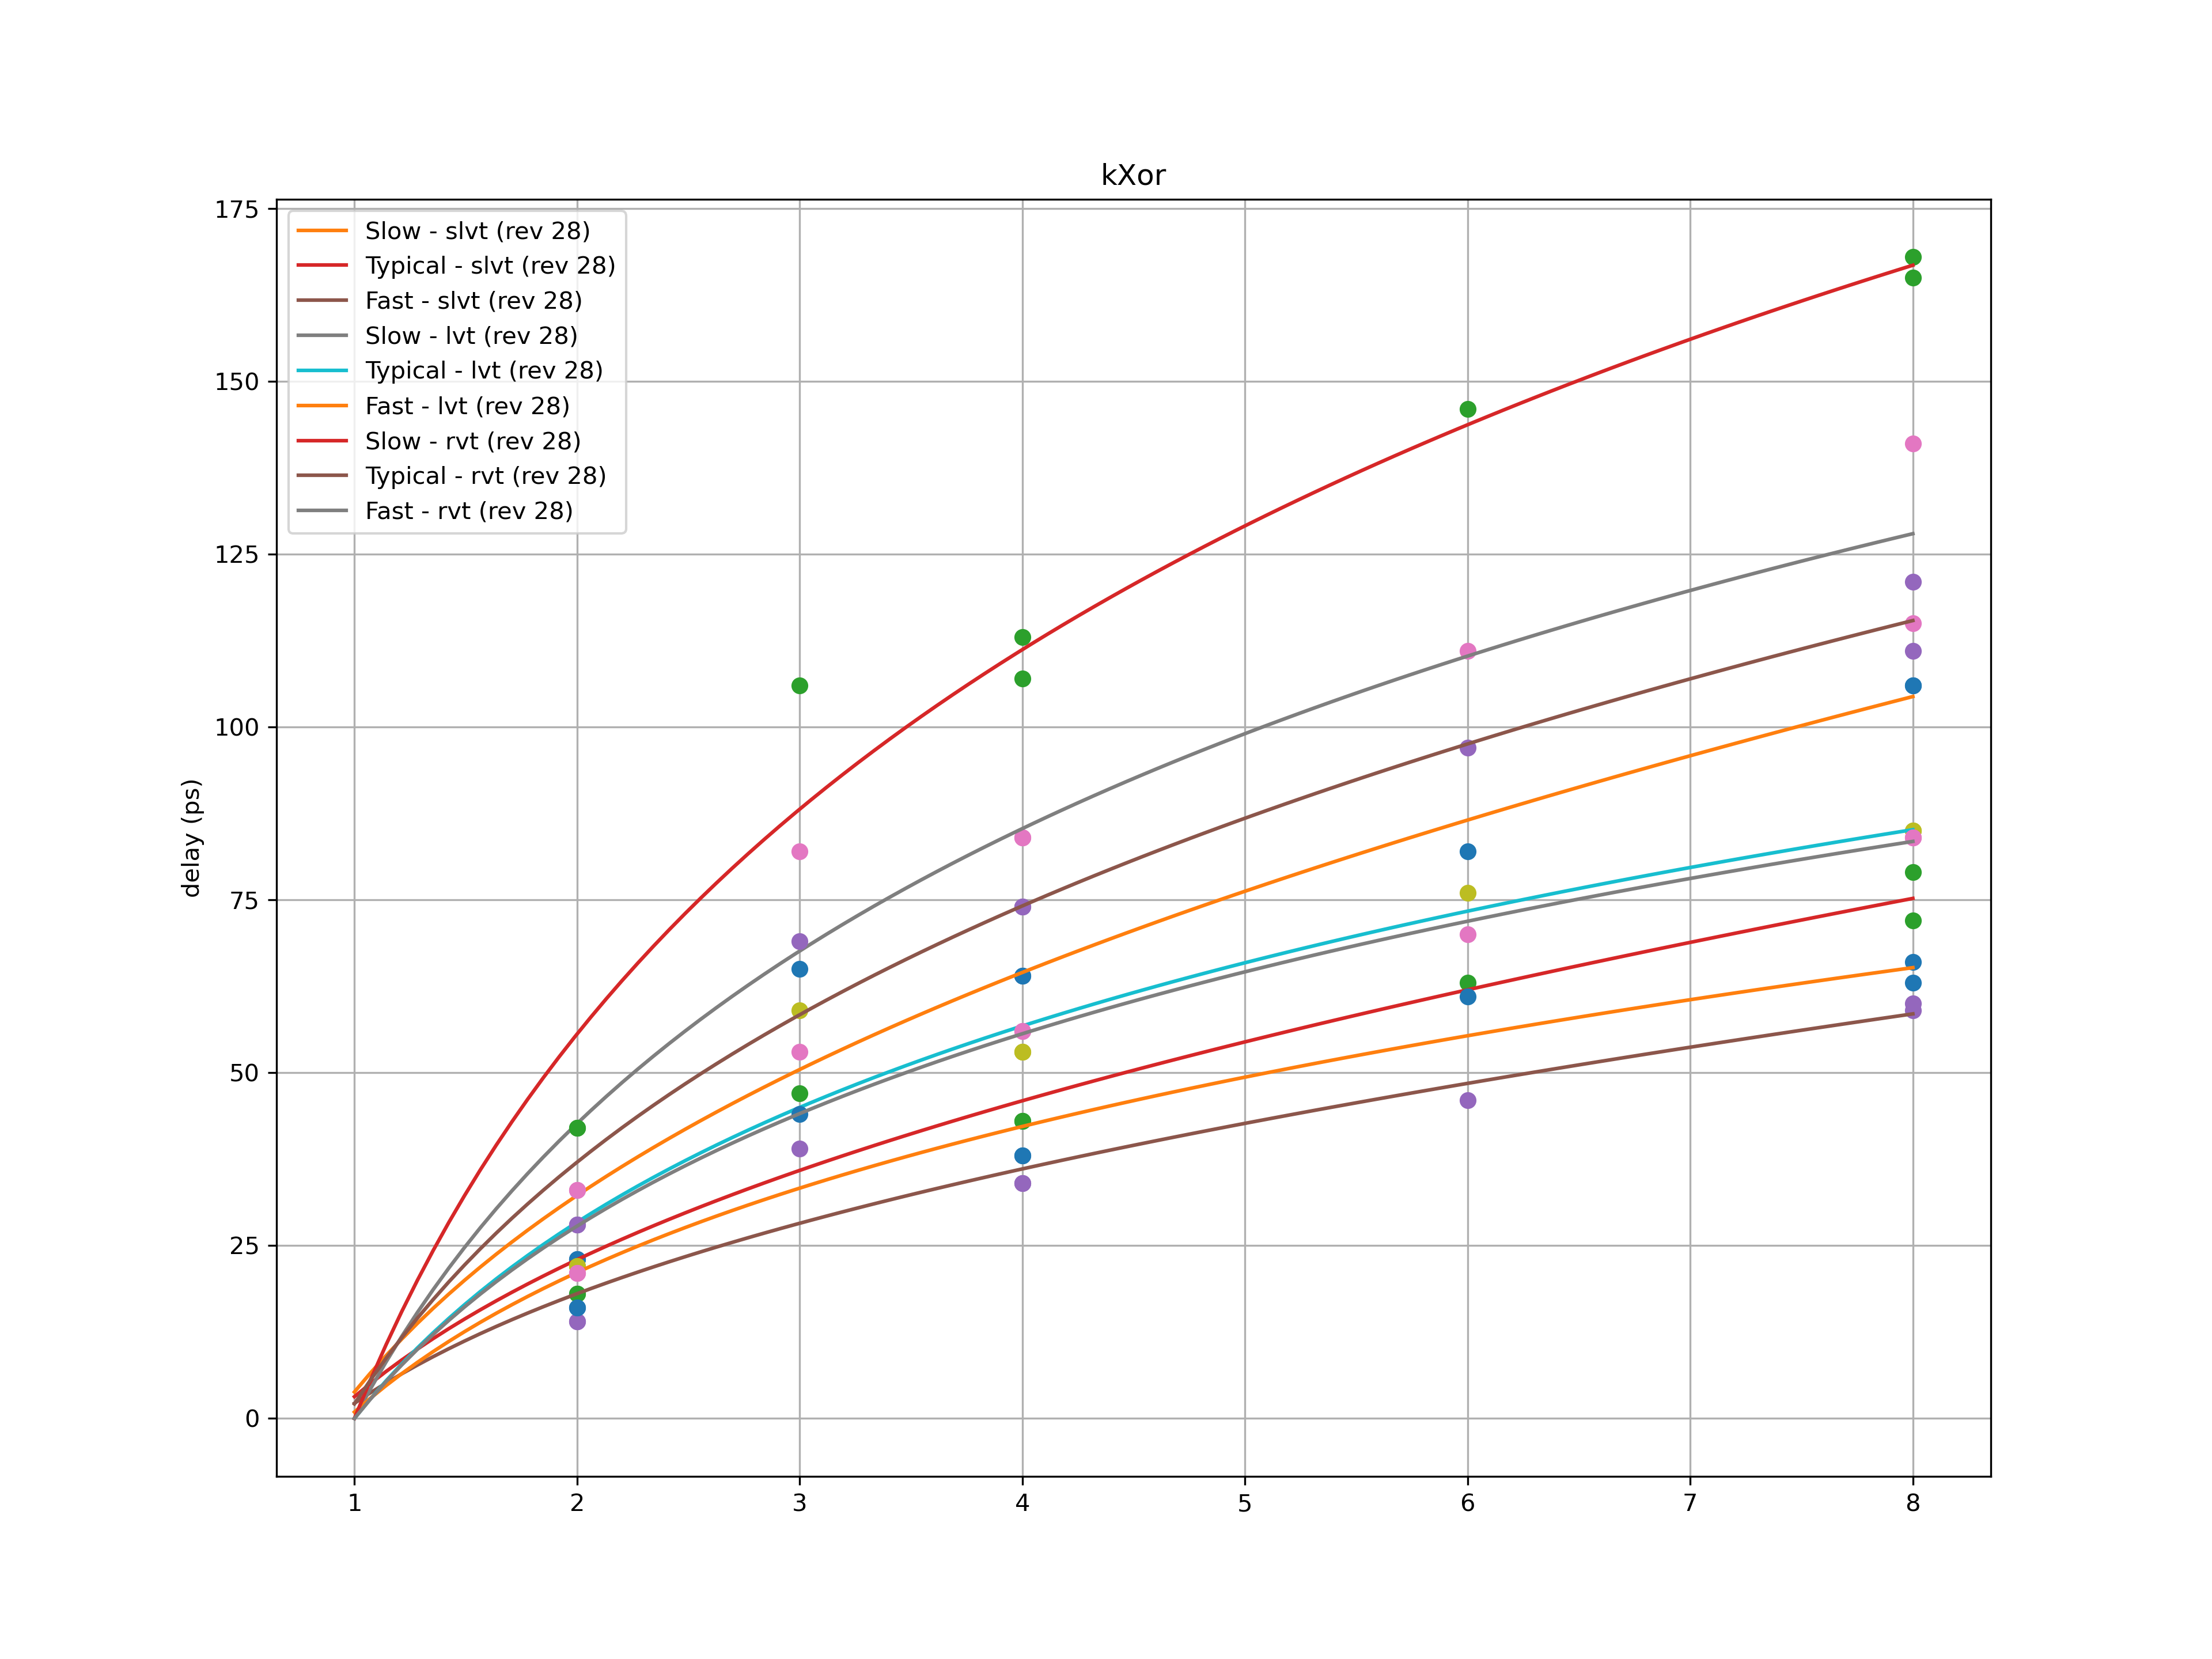 kXor
175
150
125
100
75
50
25
0
delay (ps)
Slow - slvt (rev 28)
Typical - slvt (rev 28)
Fast - slvt (rev 28)
Slow - lvt (rev 28)
Typical - lvt (rev 28)
Fast - lvt (rev 28)
Slow - rvt (rev 28)
Typical - rvt (rev 28)
Fast - rvt (rev 28)
1 2 3 4 5 6 7 8